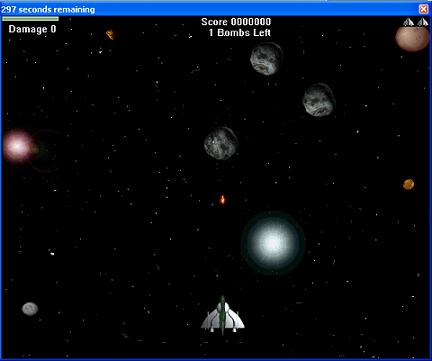 297 seconds remaining
Score 0000000
Damage 0
1 Bombs Left